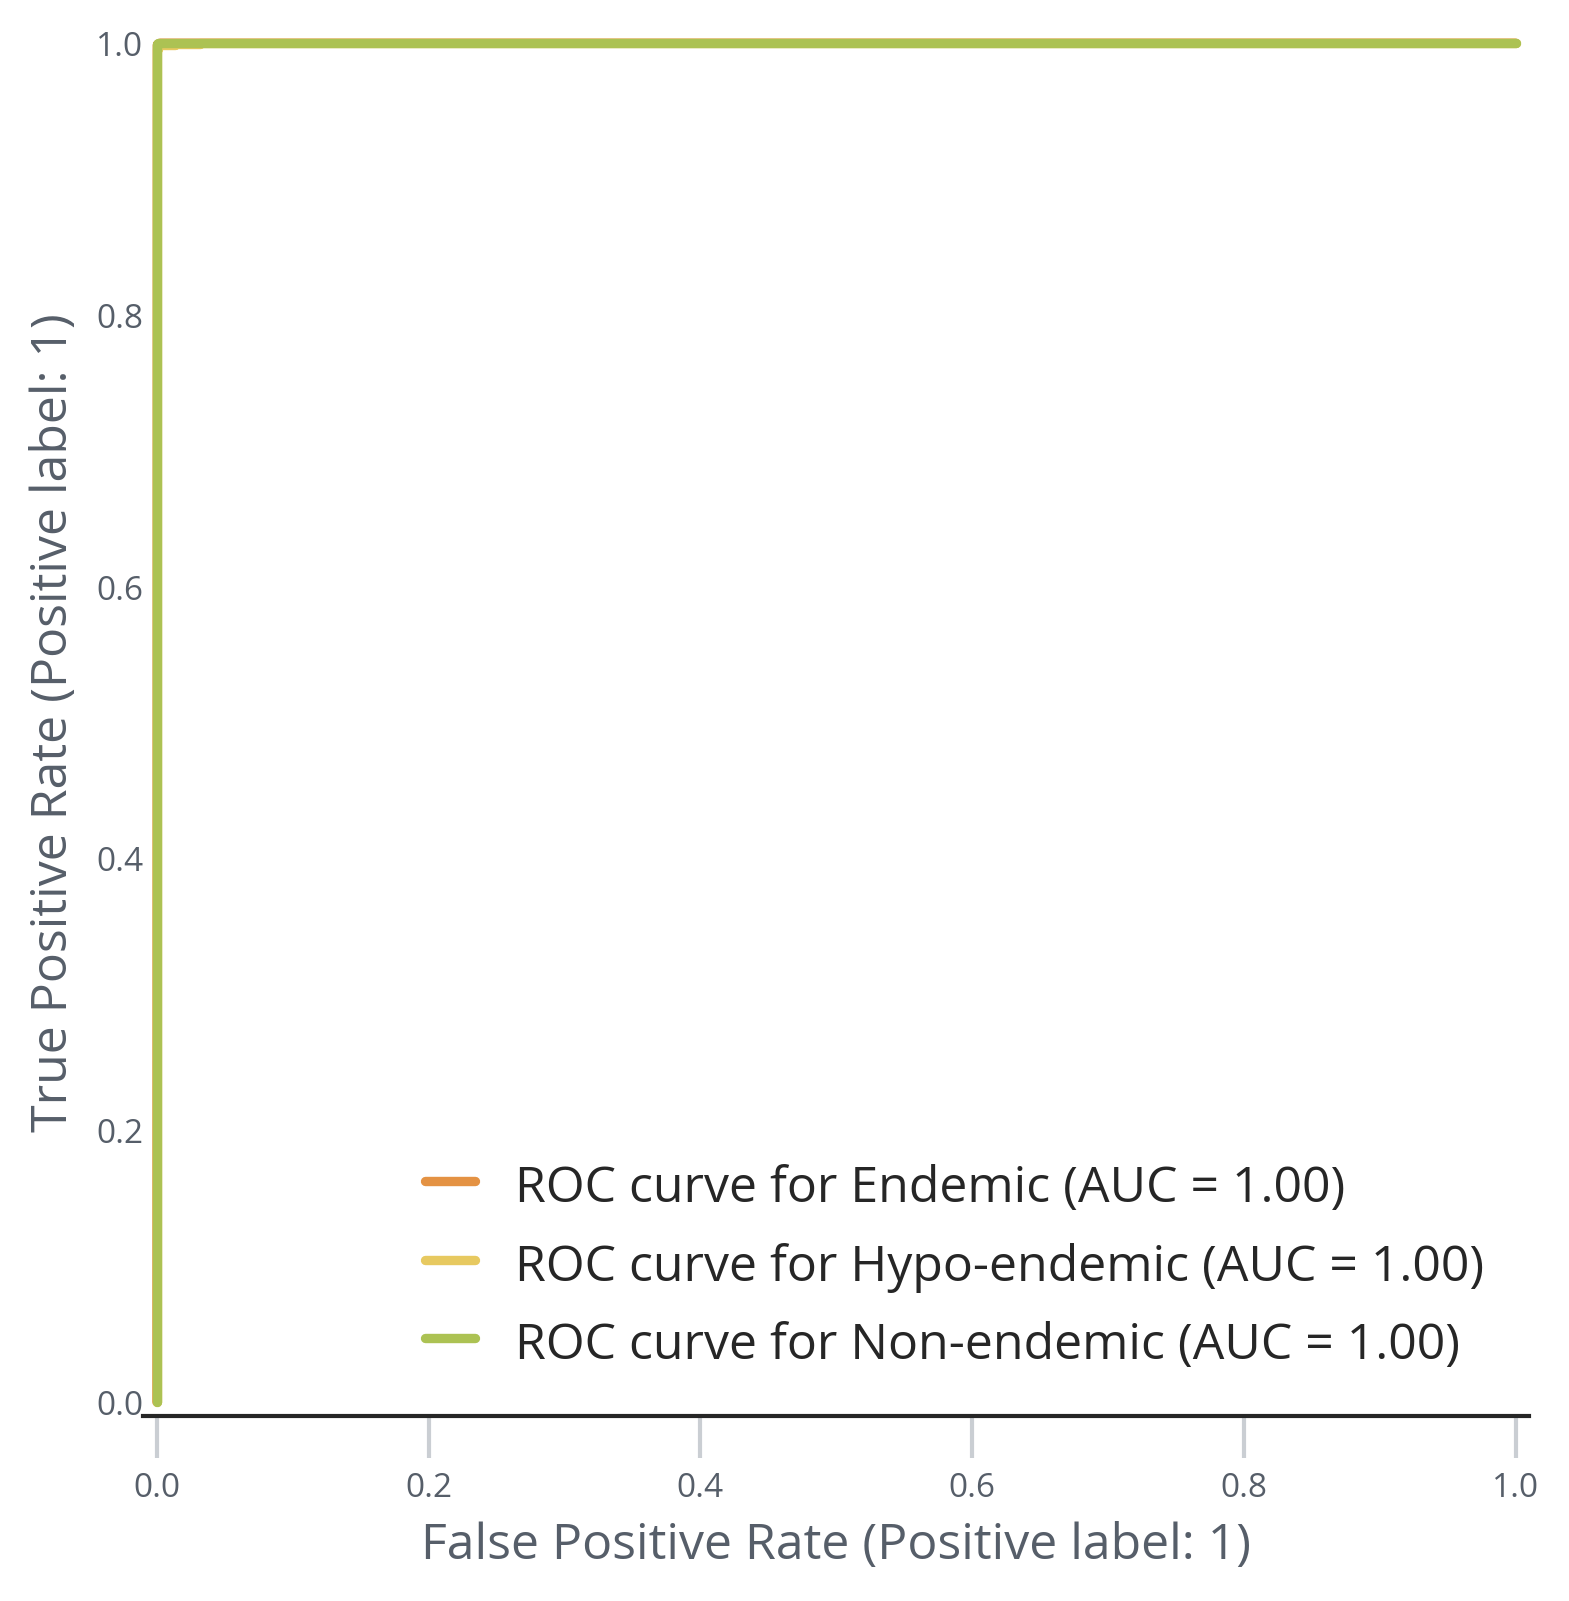 1.0
0.8
0.6
0.4
0.2
0.0
True Positive Rate (Positive label: 1)
ROC curve for Endemic (AUC = 1.00)
ROC curve for Hypo-endemic (AUC = 1.00)
ROC curve for Non-endemic (AUC = 1.00)
0.0 0.2 0.4 0.6 0.8 1.0
False Positive Rate (Positive label: 1)